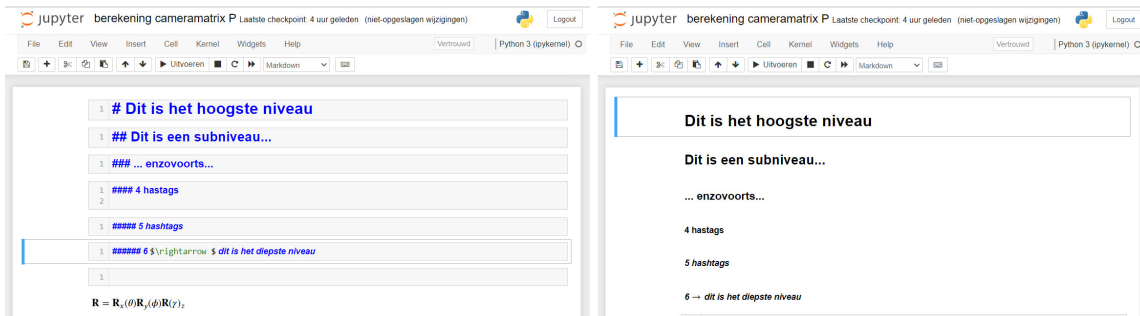 jupyter berekening cameramatrix P Laatste checkpoint: 4 uur geleden (niet-opgeslagen wijzigingen) Logout
File Edit View Insert Cell Kernel Widgets Help Vertrouwd Python 3 (ipykernel)
Uitvoeren Markdown
1 # Dit is het hoogste niveau
1 ## Dit is een subniveau...
1 ### ... enzovoorts...
1 #### 4 hastags
2
1 ##### 5 hashtags
1 ###### 6 $\rightarrow $ dit is het diepste niveau
1
R = Rₓ(θ)Rᵧ(ϕ)R(γ)_z
jupyter berekening cameramatrix P Laatste checkpoint: 4 uur geleden (niet-opgeslagen wijzigingen) Logout
File Edit View Insert Cell Kernel Widgets Help Vertrouwd Python 3 (ipykernel)
Uitvoeren Markdown
Dit is het hoogste niveau
Dit is een subniveau...
... enzovoorts...
4 hastags
5 hashtags
6 → dit is het diepste niveau